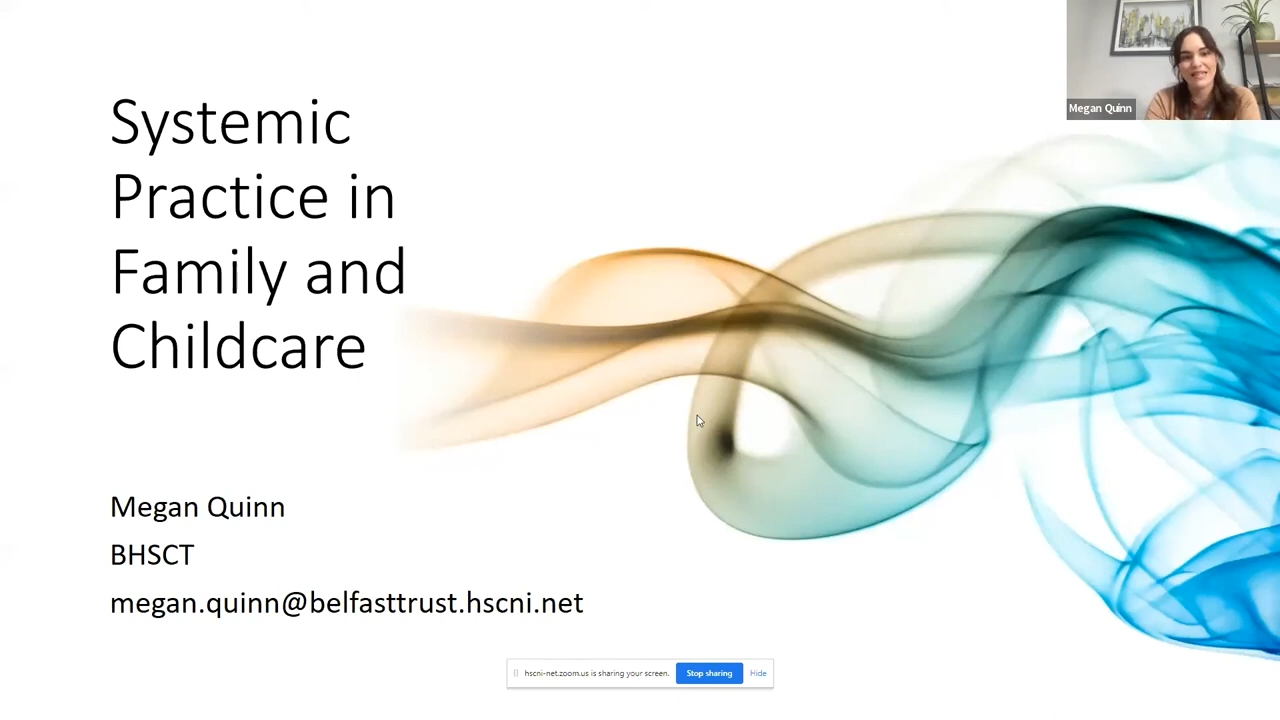 Megan Quinn
Systemic
Practice in
Family and
Childcare
Megan Quinn
BHSCT
megan.quinn@belfasttrust.hscni.net
hscni-net.zoom.us is sharing your screen. Stop sharing Hide